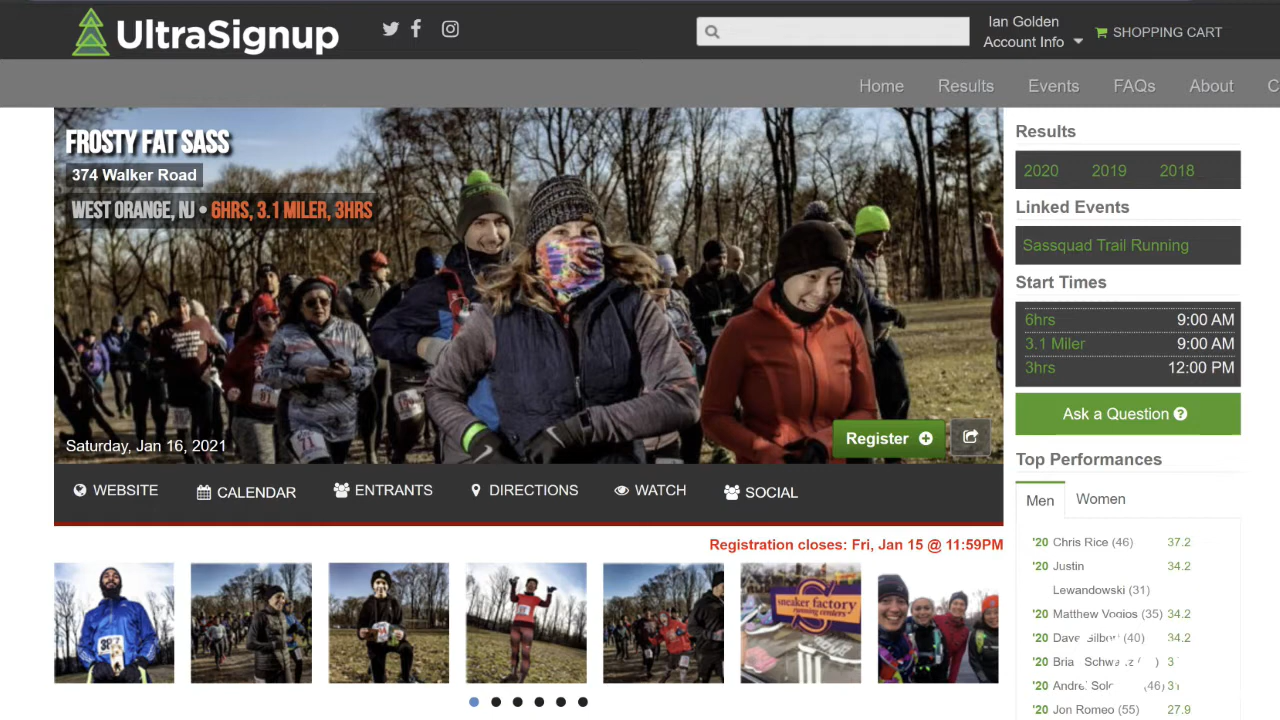 UltraSignup
Ian Golden
Account Info
SHOPPING CART
Home Results Events FAQs About C
FROSTY FAT SASS
374 Walker Road
WEST ORANGE, NJ • 6HRS, 3.1 MILER, 3HRS
Saturday, Jan 16, 2021
Register
WEBSITE CALENDAR ENTRANTS DIRECTIONS WATCH SOCIAL
Registration closes: Fri, Jan 15 @ 11:59PM
sneaker factory
running centers
Results
2020 2019 2018
Linked Events
Sassquad Trail Running
Start Times
6hrs 9:00 AM
3.1 Miler 9:00 AM
3hrs 12:00 PM
Ask a Question
Top Performances
Men Women
'20 Chris Rice (46) 37.2
'20 Justin 34.2
Lewandowski (31)
'20 Matthew (35) 34.2
'20 Dave (40) 34.2
'20
'20 (46)
'20 Jon Romeo (55) 27.9